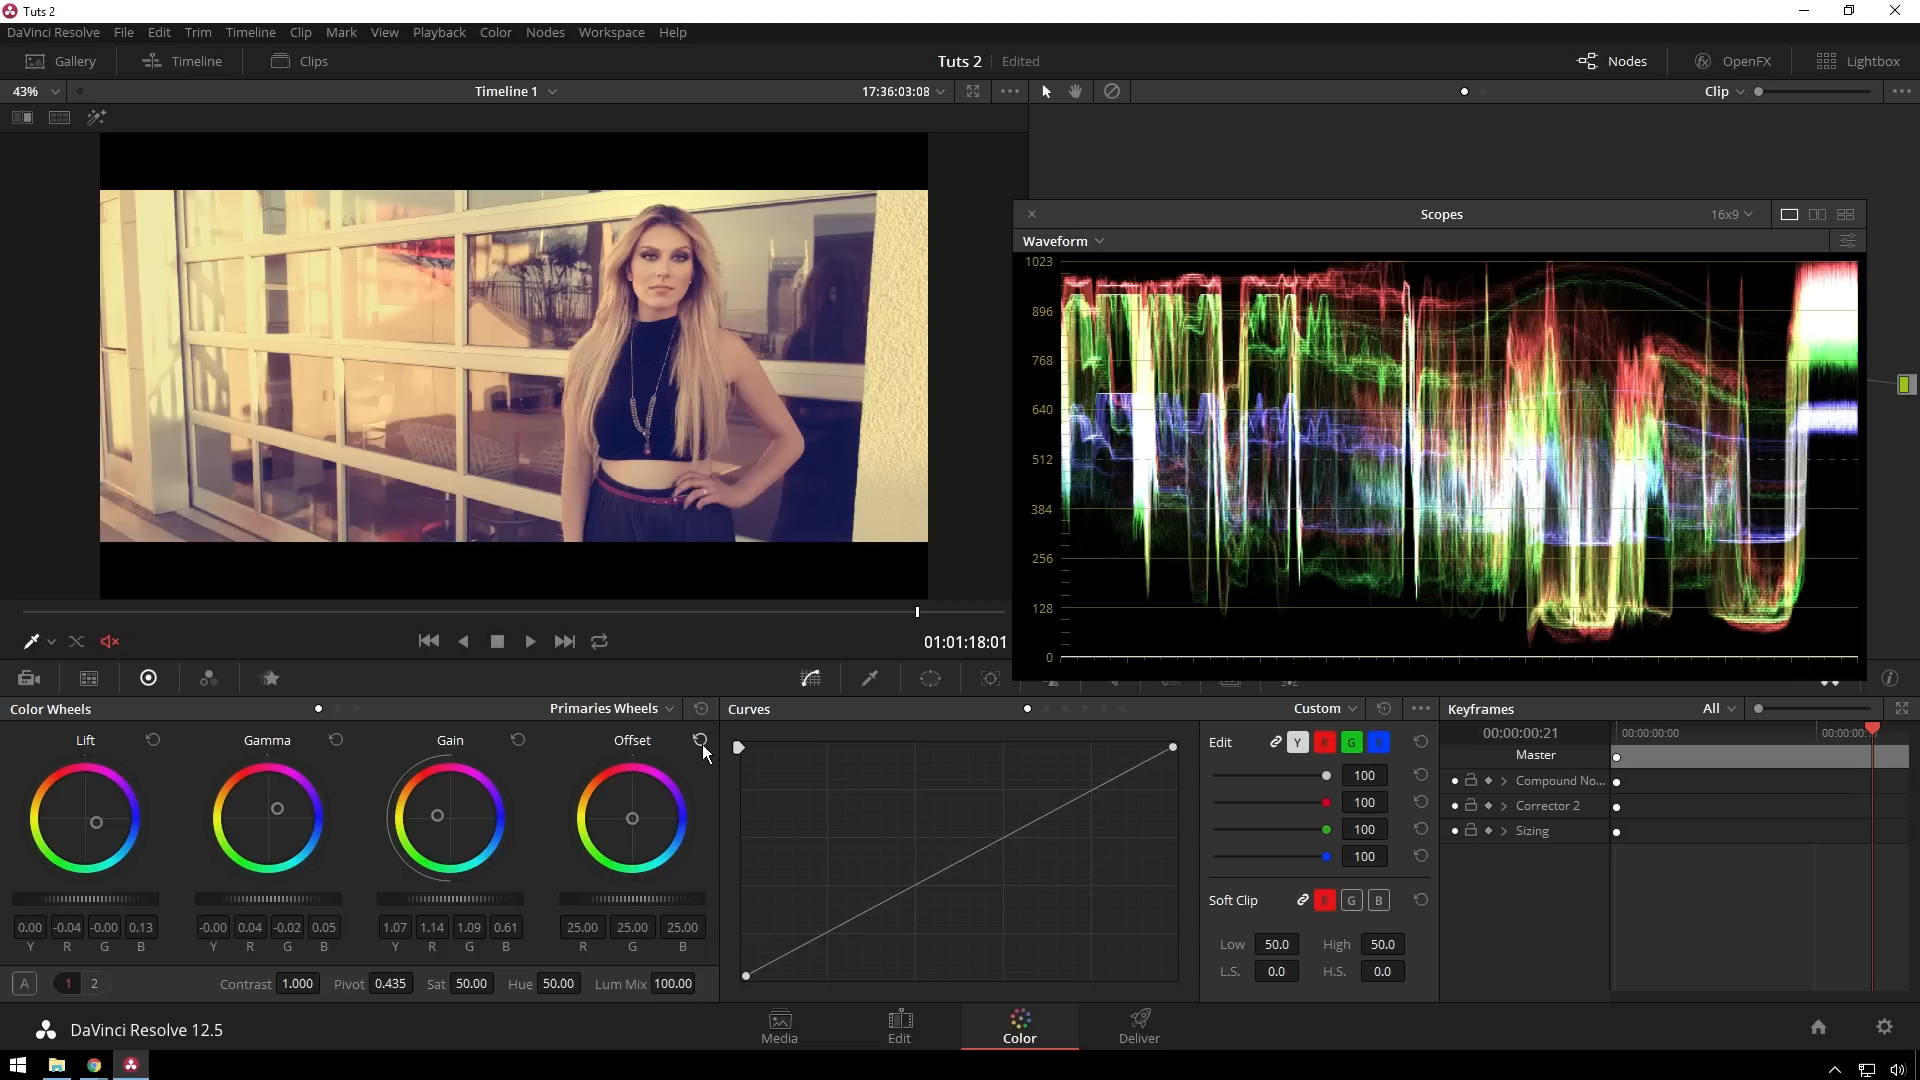 Tuts 2
DaVinci Resolve File Edit Trim Timeline Clip Mark View Playback Color Nodes Workspace Help
Gallery Timeline Clips Tuts 2 Edited Nodes OpenFX Lightbox
43% Timeline 1 17:36:03:08 Clip
Scopes 16x9
Waveform
1023
896
768
640
512
384
256
128
0
01:01:18:01
Color Wheels Primaries Wheels Curves Custom Keyframes All
Lift Gamma Gain Offset Edit Y R G B 00:00:00:21 00:00:00:00
Master
100 Compound No...
100 Corrector 2
100 Sizing
100
Soft Clip R G B
0.00 -0.04 -0.00 0.13 -0.00 0.04 -0.02 0.05 1.07 1.14 1.09 0.61 25.00 25.00 25.00
Y R G B Y R G B Y R G B R G B
Low 50.0 High 50.0
L.S. 0.0 H.S. 0.0
A 1 2 Contrast 1.000 Pivot 0.435 Sat 50.00 Hue 50.00 Lum Mix 100.00
DaVinci Resolve 12.5 Media Edit Color Deliver